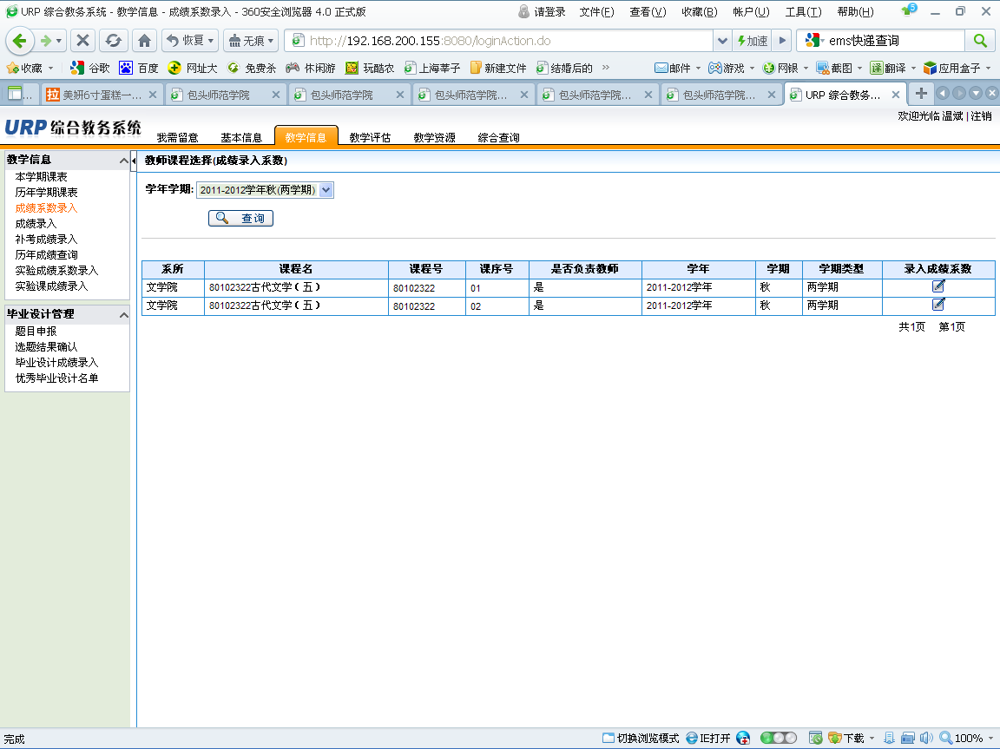 URP 综合教务系统 - 教学信息 - 成绩系数录入 - 360安全浏览器 4.0 正式版
请登录 文件(F) 查看(V) 收藏(B) 帐户(U) 工具(T) 帮助(H) 5
恢复 无痕 http://192.168.200.155:8080/loginAction.do 加速 ems快递查询
收藏 谷歌 百度 网址大 免费杀 休闲游 玩酷农 上海莘子 新建文件 结婚后的 » 邮件 游戏 网银 截图 翻译 应用盒子
... 美妍6寸蛋糕一... 包头师范学院 包头师范学院 包头师范学院... 包头师范学院... 包头师范学院... URP 综合教务...
欢迎光临 温斌 | 注销
URP 综合教务系统
我需留意 基本信息 教学信息 教学评估 教学资源 综合查询
教学信息
本学期课表
历年学期课表
成绩系数录入
成绩录入
补考成绩录入
历年成绩查询
实验成绩系数录入
实验课成绩录入
毕业设计管理
题目申报
选题结果确认
毕业设计成绩录入
优秀毕业设计名单
教师课程选择(成绩录入系数)
学年学期: 2011-2012学年秋(两学期)
查询
系所 课程名 课程号 课序号 是否负责教师 学年 学期 学期类型 录入成绩系数
文学院 80102322古代文学（五） 80102322 01 是 2011-2012学年 秋 两学期
文学院 80102322古代文学（五） 80102322 02 是 2011-2012学年 秋 两学期
共1页 第1页
完成 切换浏览模式 IE打开 下载 100%